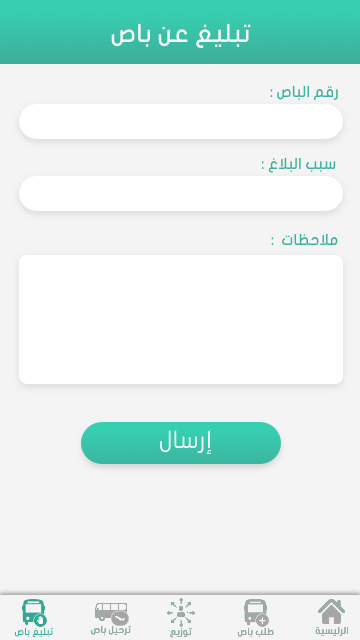 تبليغ عن باص
رقم الباص :
سبب البلاغ :
ملاحظات :
إرسال
الرئيسية
طلب باص
توزيع
ترحيل باص
تبليغ باص